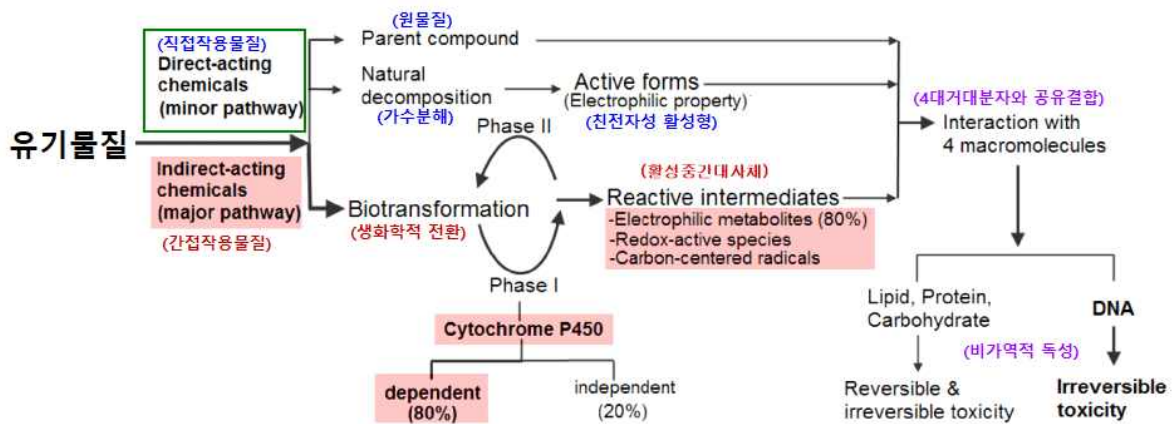 (직접작용물질)
Direct-acting
chemicals
(minor pathway)
(원물질)
Parent compound
Natural
decomposition
(가수분해)
Active forms
(Electrophilic property)
(친전자성 활성형)
유기물질
Indirect-acting
chemicals
(major pathway)
(간접작용물질)
Biotransformation
(생화학적 전환)
Phase II
Phase I
(활성중간대사체)
Reactive intermediates
-Electrophilic metabolites (80%)
-Redox-active species
-Carbon-centered radicals
Cytochrome P450
dependent
(80%)
independent
(20%)
(4대거대분자와 공유결합)
Interaction with
4 macromolecules
Lipid, Protein,
Carbohydrate
DNA
(비가역적 독성)
Reversible &
irreversible toxicity
Irreversible
toxicity